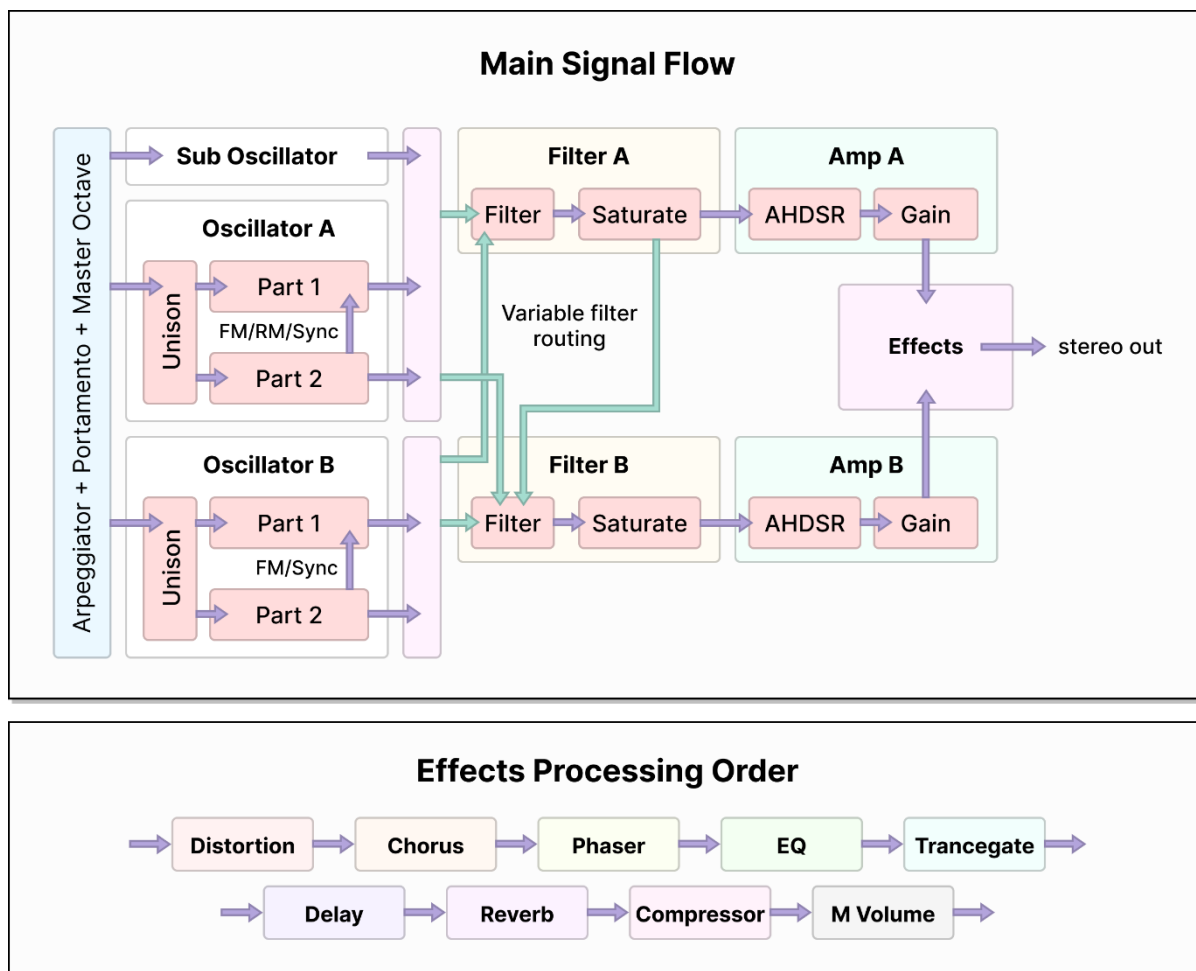 Main Signal Flow
Arpeggiator + Portamento + Master Octave
Sub Oscillator
Oscillator A
Unison
Part 1
FM/RM/Sync
Part 2
Oscillator B
Unison
Part 1
FM/Sync
Part 2
Filter A
Filter
Saturate
Variable filter
routing
Filter B
Filter
Saturate
Amp A
AHDSR
Gain
Effects
stereo out
Amp B
AHDSR
Gain
Effects Processing Order
Distortion
Chorus
Phaser
EQ
Trancegate
Delay
Reverb
Compressor
M Volume